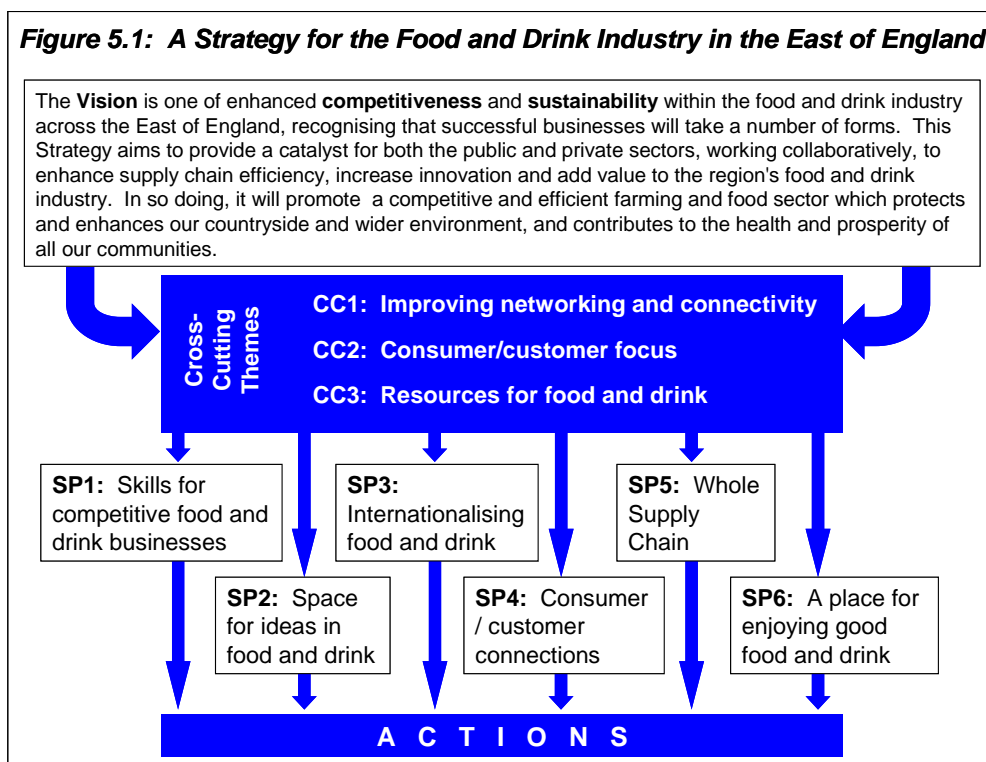 Figure 5.1: A Strategy for the Food and Drink Industry in the East of England
The Vision is one of enhanced competitiveness and sustainability within the food and drink industry
across the East of England, recognising that successful businesses will take a number of forms. This
Strategy aims to provide a catalyst for both the public and private sectors, working collaboratively, to
enhance supply chain efficiency, increase innovation and add value to the region's food and drink
industry. In so doing, it will promote a competitive and efficient farming and food sector which protects
and enhances our countryside and wider environment, and contributes to the health and prosperity of
all our communities.
Cross-
Cutting
Themes
CC1: Improving networking and connectivity
CC2: Consumer/customer focus
CC3: Resources for food and drink
SP1: Skills for
competitive food and
drink businesses
SP2: Space
for ideas in
food and drink
SP3:
Internationalising
food and drink
SP4: Consumer
/ customer
connections
SP5: Whole
Supply
Chain
SP6: A place for
enjoying good
food and drink
A C T I O N S